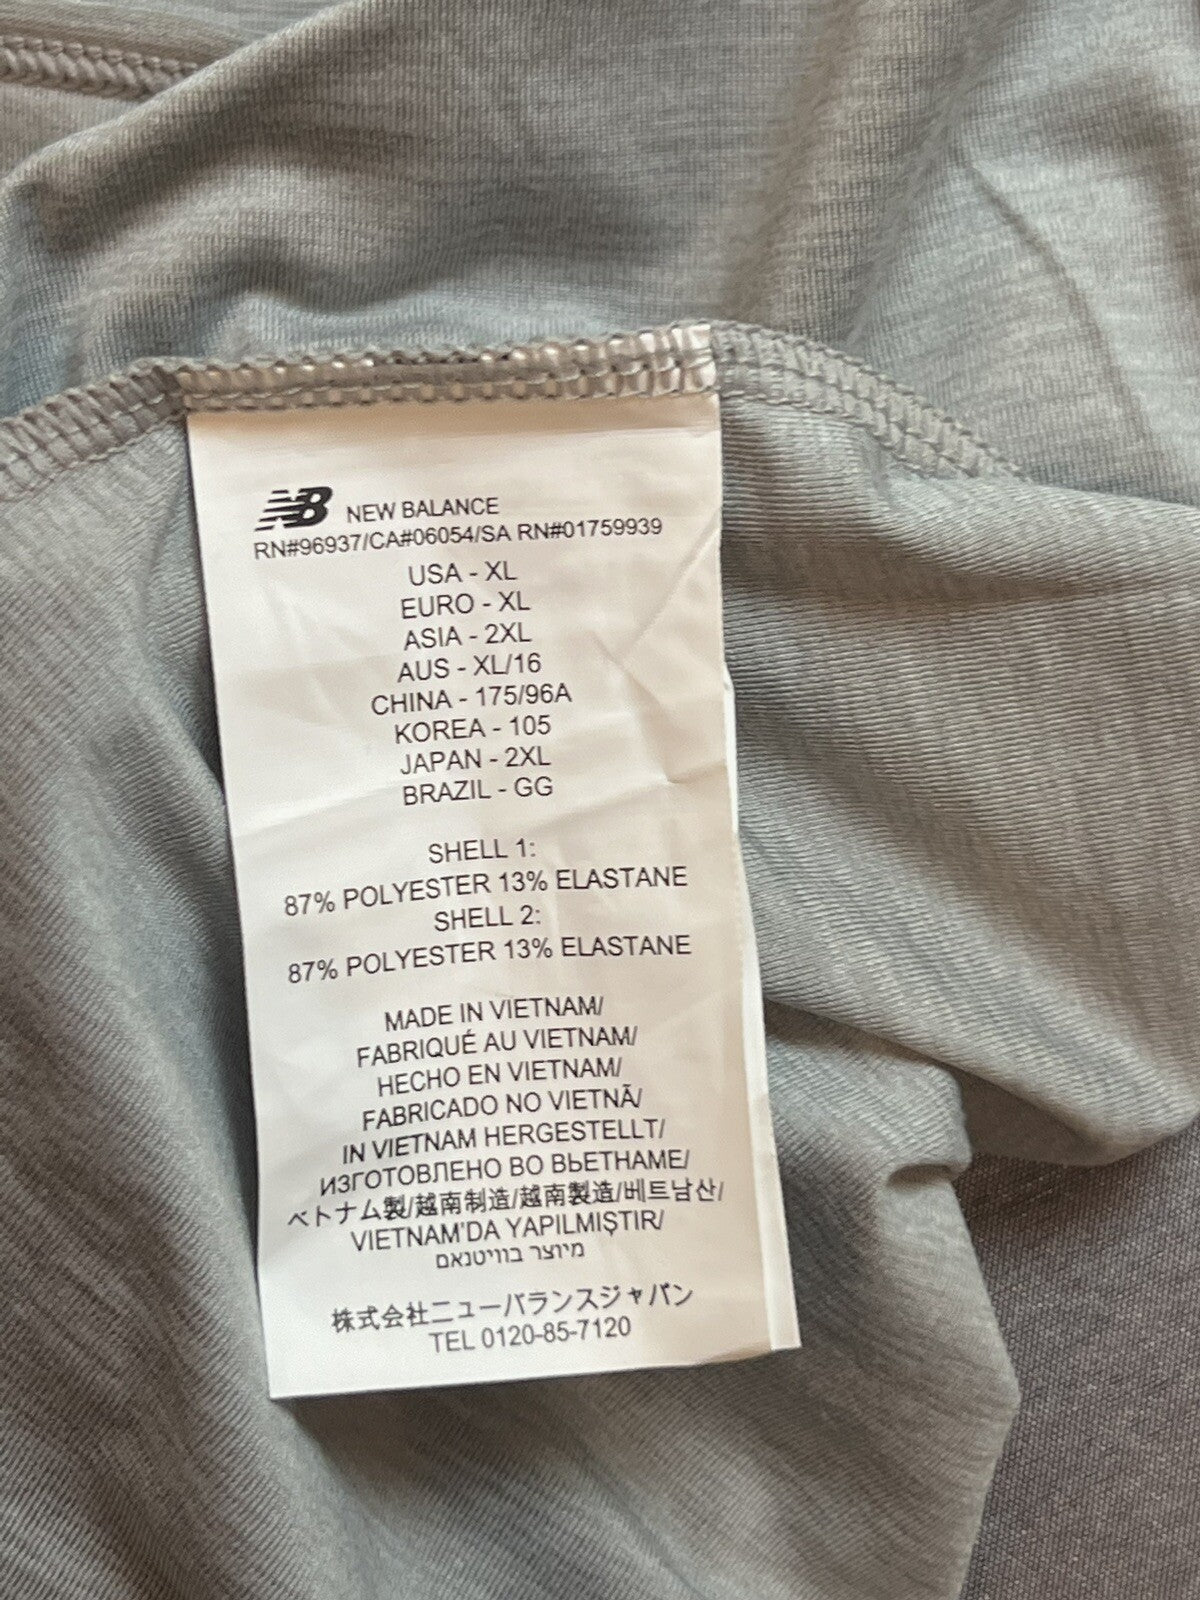 NB NEW BALANCE
RN#96937/CA#06054/SA RN#01759939
USA - XL
EURO - XL
ASIA - 2XL
AUS - XL/16
CHINA - 175/96A
KOREA - 105
JAPAN - 2XL
BRAZIL - GG
SHELL 1:
87% POLYESTER 13% ELASTANE
SHELL 2:
87% POLYESTER 13% ELASTANE
MADE IN VIETNAM/
FABRIQUÉ AU VIETNAM/
HECHO EN VIETNAM/
FABRICADO NO VIETNÃ/
IN VIETNAM HERGESTELLT/
ИЗГОТОВЛЕНО ВО ВЬЕТНАМЕ/
ベトナム製/越南制造/越南製造/베트남산/
VIETNAM'DA YAPILMIŞTIR/
מיוצר בוויטנאם
株式会社ニューバランスジャパン
TEL 0120-85-7120